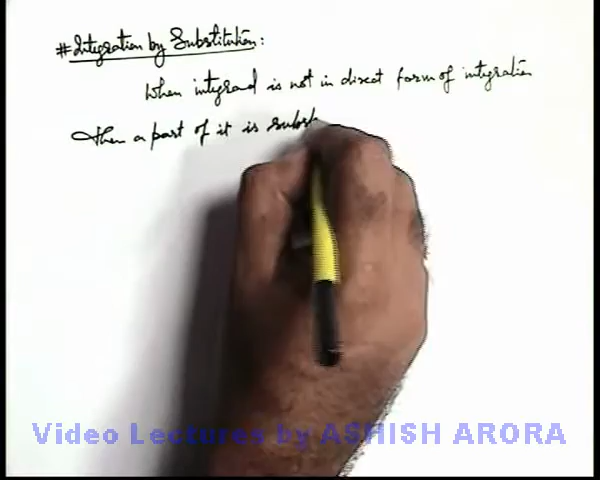 # Integration by Substitution :
When integrand is not in direct form of integration
then a part of it is subst
Video Lectures by ASHISH ARORA